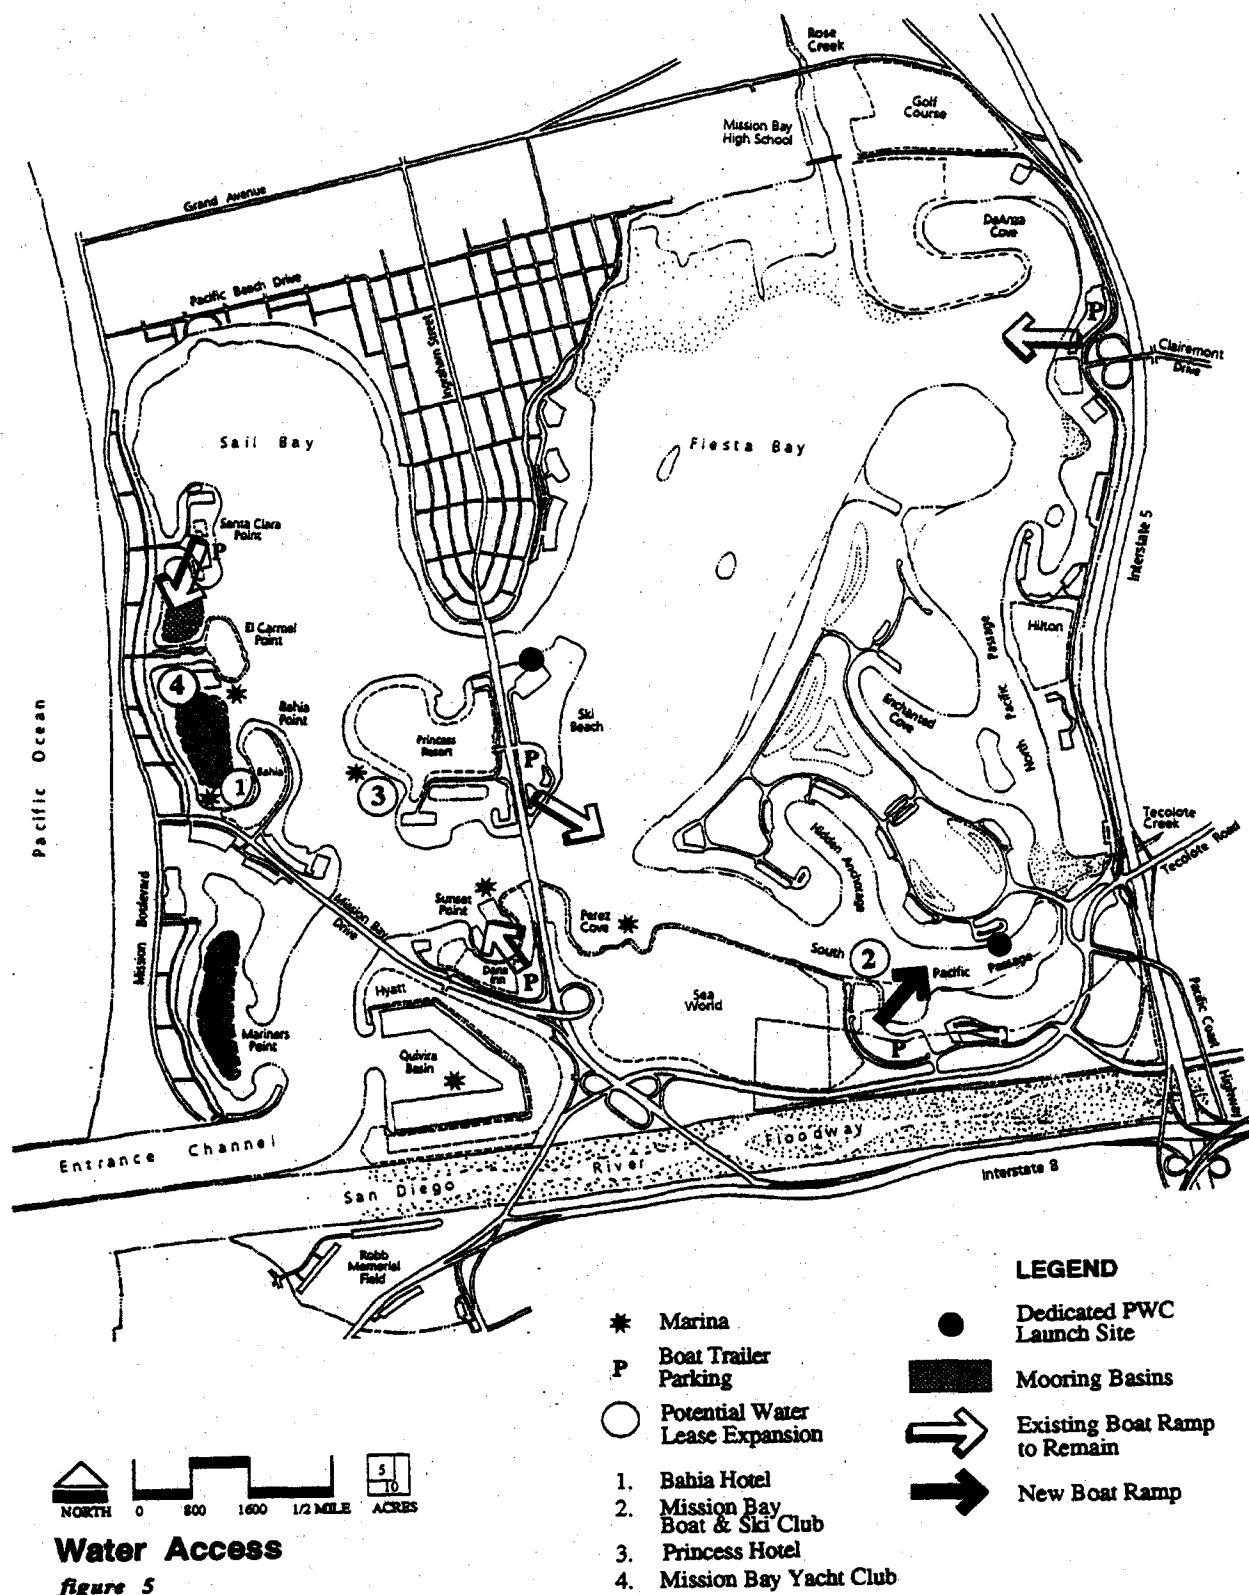 Rose
Creek
Golf
Course
Mission Bay
High School
Grand Avenue
DeAnza
Cove
Pacific Beach Drive
P
Ingraham Street
Clairemont
Drive
Sail Bay
Fiesta Bay
Santa Clara
Point
P
Interstate 5
El Carmel
Point
Hilton
North Pacific Passage
4
Bahia
Point
Enchanted
Cove
Ski
Beach
Princess
Resort
Pacific Ocean
P
Bahia
1
3
Tecolote
Creek
Tecolote Road
Hidden Anchorage
Mission Boulevard
Mission Bay
Drive
Sunset
Point
Perez
Cove
South Pacific Passage
2
Dana
Inn
P
Hyatt
Sea
World
Pacific Coast Highway
Mariners
Point
Quivira
Basin
P
Entrance Channel
San Diego River Floodway
Interstate 8
Robb
Memorial
Field
LEGEND
Marina
P Boat Trailer
Parking
Potential Water
Lease Expansion
1. Bahia Hotel
2. Mission Bay
Boat & Ski Club
3. Princess Hotel
4. Mission Bay Yacht Club
Dedicated PWC
Launch Site
Mooring Basins
Existing Boat Ramp
to Remain
New Boat Ramp
NORTH 0 800 1600 1/2 MILE
5
10
ACRES
Water Access
figure 5